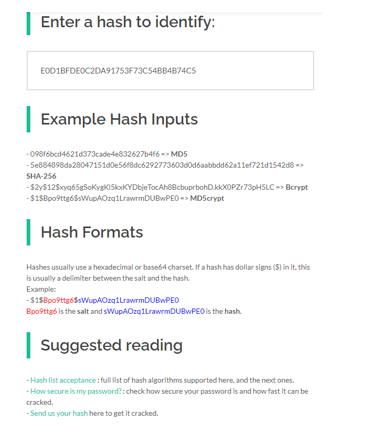 Enter a hash to identify:
E0D1BFDE0C2DA91753F73C54BB4B74C5
Example Hash Inputs
- 098f6bcd4621d373cade4e832627b4f6 => MD5
- 5e884898da28047151d0e56f8dc6292773603d0d6aabbdd62a11ef721d1542d8 =>
SHA-256
- $2y$12$xyq65gSoKygKl5kxKYDbjeTocAh8BcbuprbohD.kkX0PZr73pH5LC => Bcrypt
- $1$Bpo9ttg6$sWupAOzq1LrawrmDUBwPE0 => MD5crypt
Hash Formats
Hashes usually use a hexadecimal or base64 charset. If a hash has dollar signs ($) in it, this
is usually a delimiter between the salt and the hash.
Example:
- $1$Bpo9ttg6$sWupAOzq1LrawrmDUBwPE0
Bpo9ttg6 is the salt and sWupAOzq1LrawrmDUBwPE0 is the hash.
Suggested reading
- Hash list acceptance : full list of hash algorithms supported here, and the next ones.
- How secure is my password? : check how secure your password is and how fast it can be
cracked.
- Send us your hash here to get it cracked.